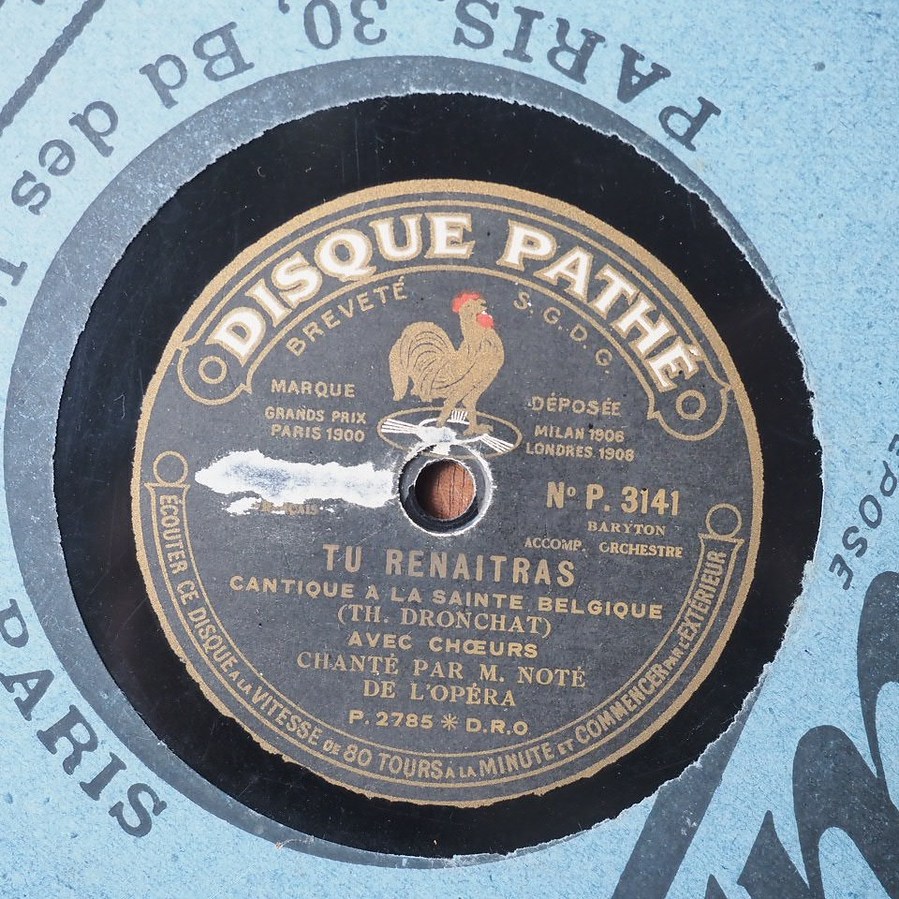 PARIS, 30, Bd des
DISQUE PATHÉ
BREVETÉ S.G.D.G.
MARQUE DÉPOSÉE
GRANDS PRIX
PARIS 1900
MILAN 1906
LONDRES 1908
Nº P. 3141
BARYTON
ACCOMP. ORCHESTRE
TU RENAITRAS
CANTIQUE A LA SAINTE BELGIQUE
(TH. DRONCHAT)
AVEC CHŒURS
CHANTÉ PAR M. NOTÉ
DE L'OPÉRA
P. 2785 * D.R.O
ÉCOUTER CE DISQUE A LA VITESSE DE 80 TOURS A LA MINUTE ET COMMENCER PAR L'EXTÉRIEUR
PARIS